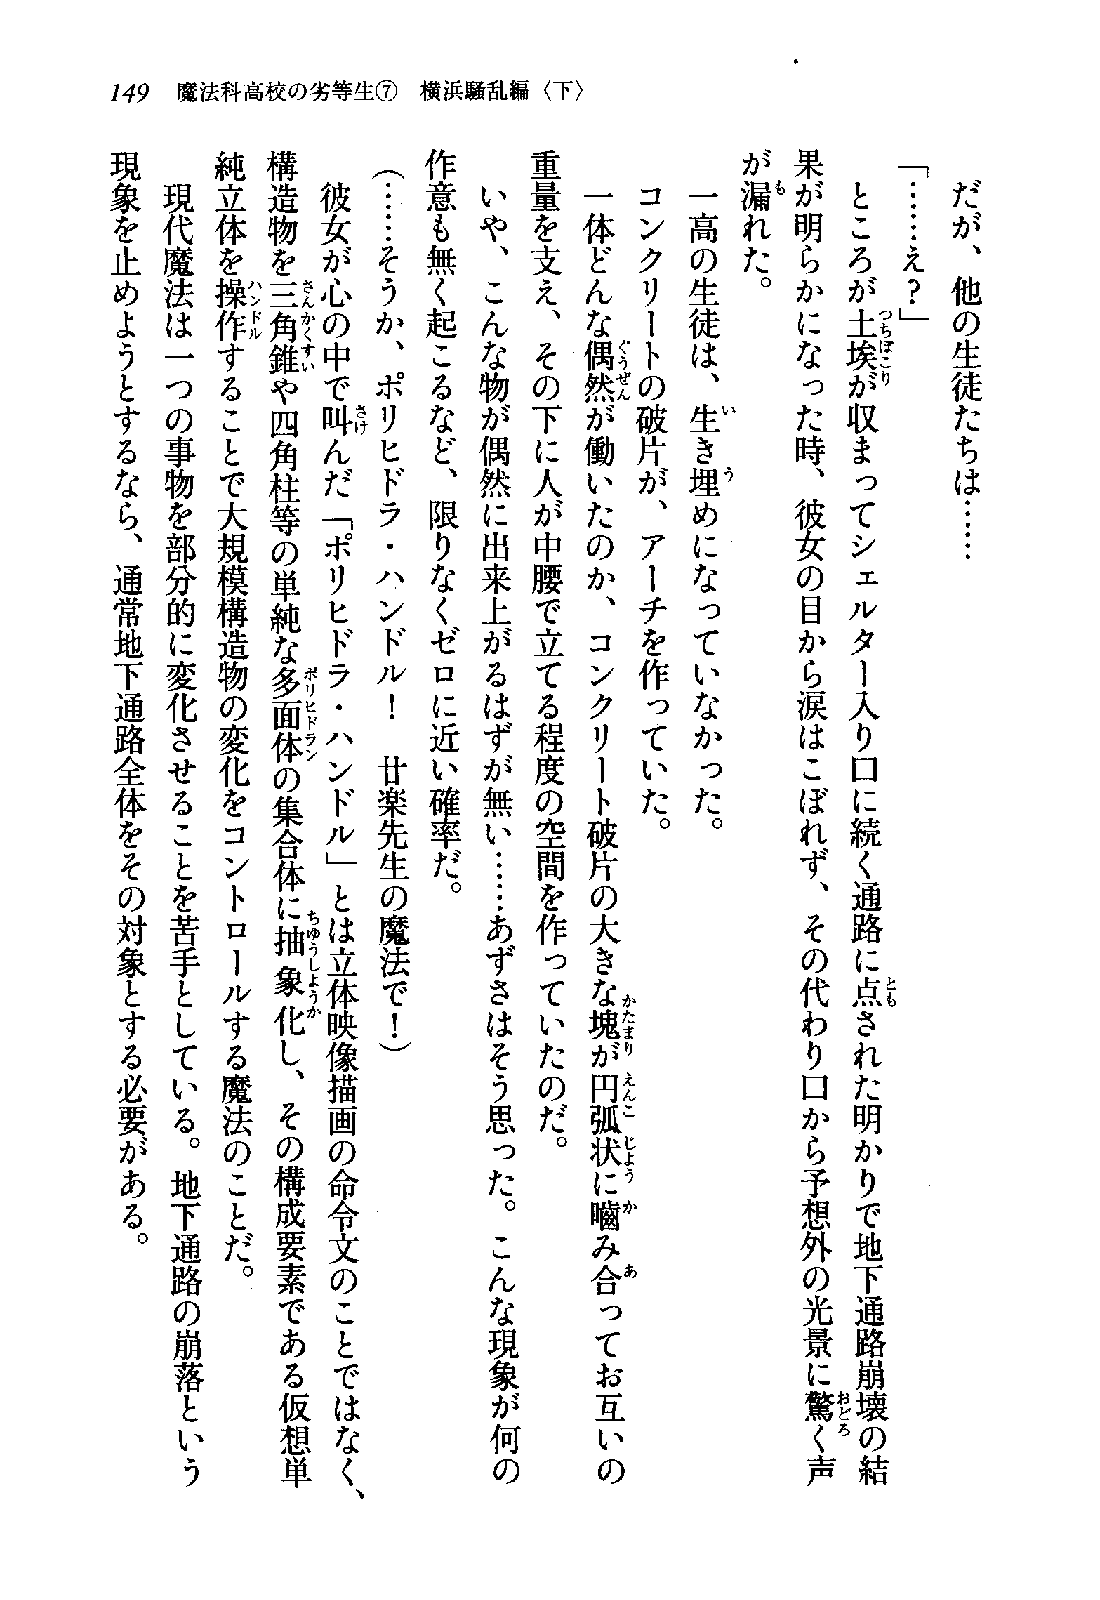 149　魔法科高校の劣等生⑦　横浜騒乱編〈下〉
だが、他の生徒たちは……
「……え？」
ところが土埃が収まってシェルター入り口に続く通路に点された明かりで地下通路崩壊の結
果が明らかになった時、彼女の目から涙はこぼれず、その代わり口から予想外の光景に驚く声
が漏れた。
一高の生徒は、生き埋めになっていなかった。
コンクリートの破片が、アーチを作っていた。
一体どんな偶然が働いたのか、コンクリート破片の大きな塊が円弧状に噛み合ってお互いの
重量を支え、その下に人が中腰で立てる程度の空間を作っていたのだ。
いや、こんな物が偶然に出来上がるはずが無い……あずさはそう思った。こんな現象が何の
作意も無く起こるなど、限りなくゼロに近い確率だ。
（……そうか、ポリヒドラ・ハンドル！　廿楽先生の魔法で！）
彼女が心の中で叫んだ「ポリヒドラ・ハンドル」とは立体映像描画の命令文のことではなく、
構造物を三角錐や四角柱等の単純な多面体の集合体に抽象化し、その構成要素である仮想単
純立体を操作することで大規模構造物の変化をコントロールする魔法のことだ。
現代魔法は一つの事物を部分的に変化させることを苦手としている。地下通路の崩落という
現象を止めようとするなら、通常地下通路全体をその対象とする必要がある。